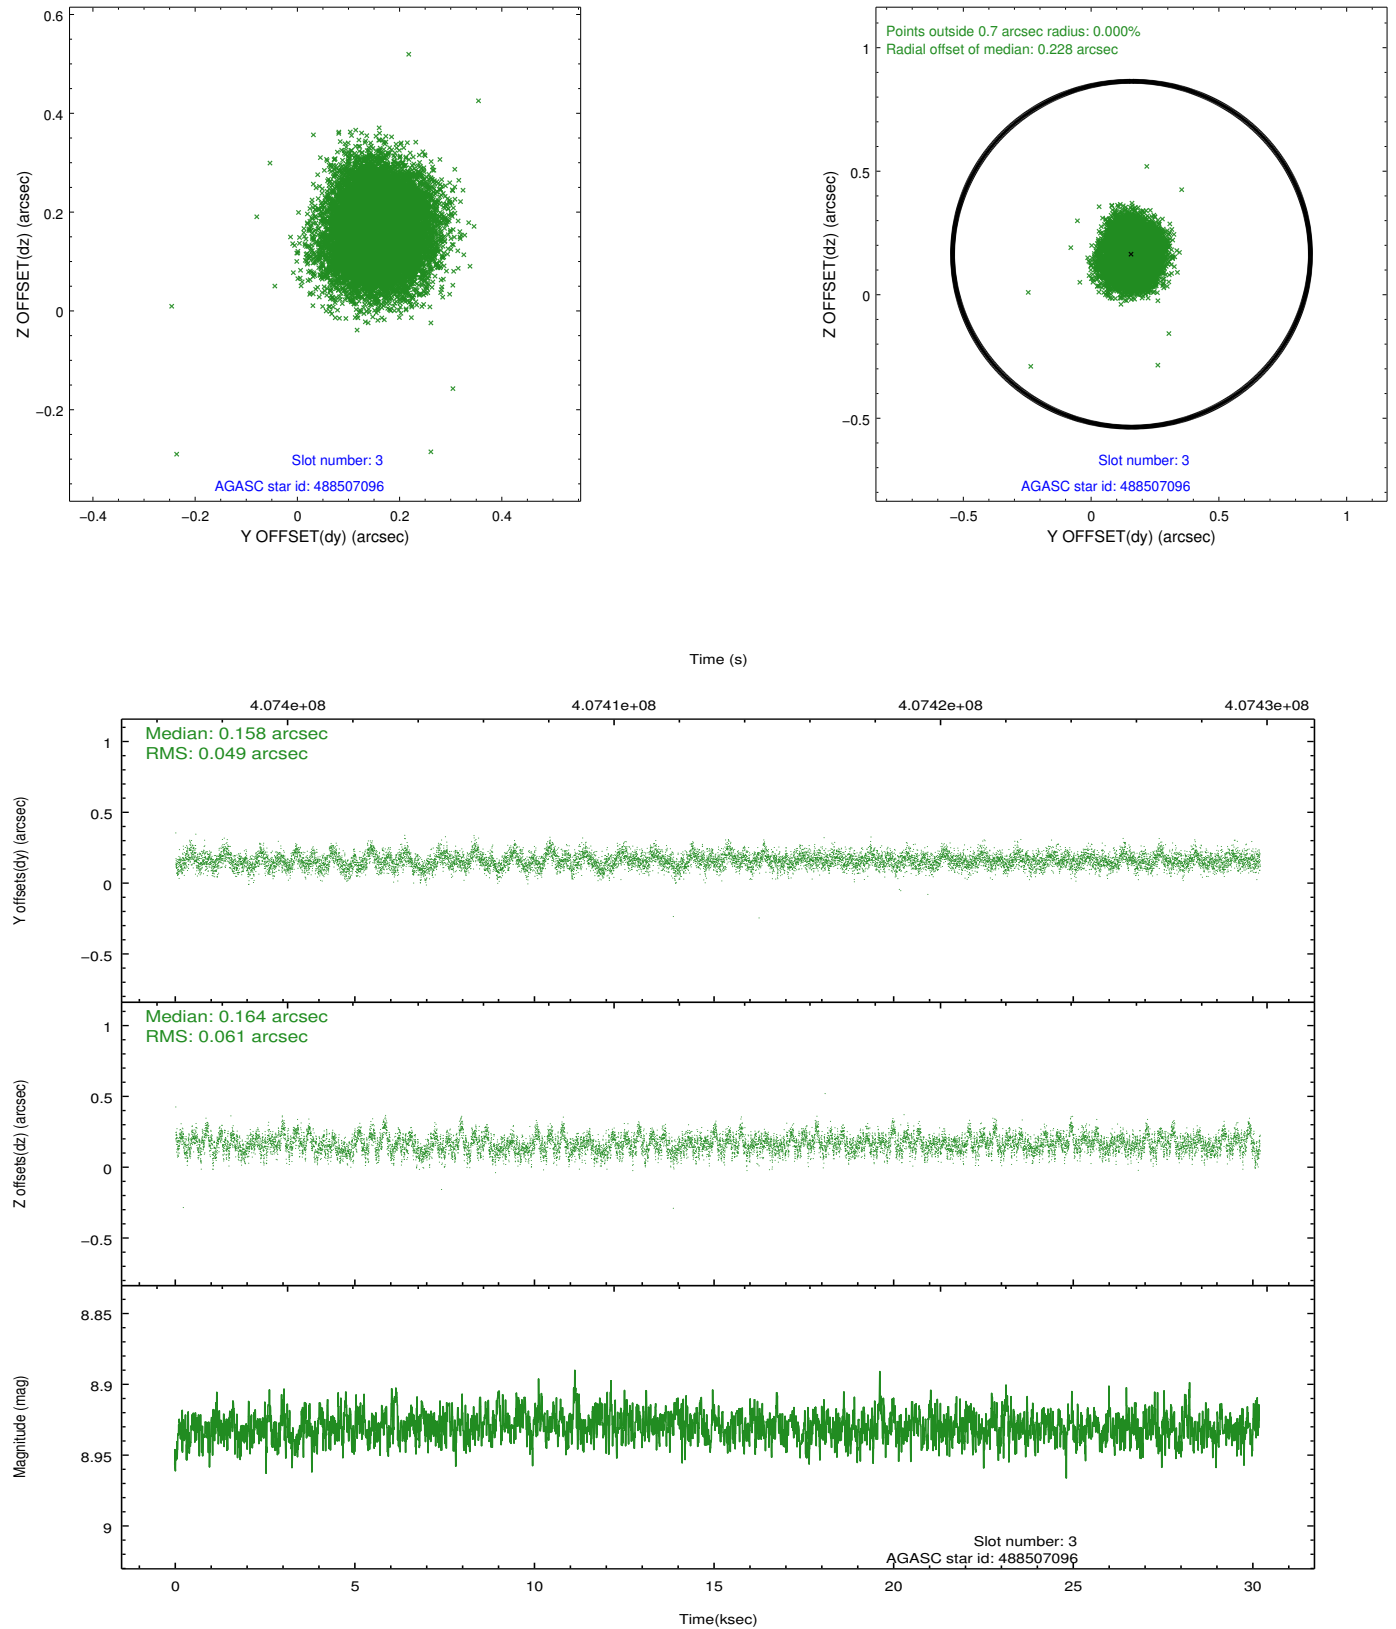 0.6
0.4
0.2
0
−0.2
Z OFFSET(dz) (arcsec)
Slot number: 3
AGASC star id: 488507096
−0.4
−0.2
0
0.2
0.4
Y OFFSET(dy) (arcsec)
Points outside 0.7 arcsec radius: 0.000%
Radial offset of median: 0.228 arcsec
1
0.5
0
−0.5
Z OFFSET(dz) (arcsec)
Slot number: 3
AGASC star id: 488507096
−0.5
0
0.5
1
Y OFFSET(dy) (arcsec)
Time (s)
4.074e+08
4.0741e+08
4.0742e+08
4.0743e+08
Median: 0.158 arcsec
RMS: 0.049 arcsec
1
0.5
0
−0.5
Y offsets(dy) (arcsec)
Median: 0.164 arcsec
RMS: 0.061 arcsec
1
0.5
0
−0.5
Z offsets(dz) (arcsec)
8.85
8.9
8.95
9
Magnitude (mag)
Slot number: 3
AGASC star id: 488507096
0
5
10
15
20
25
30
Time(ksec)